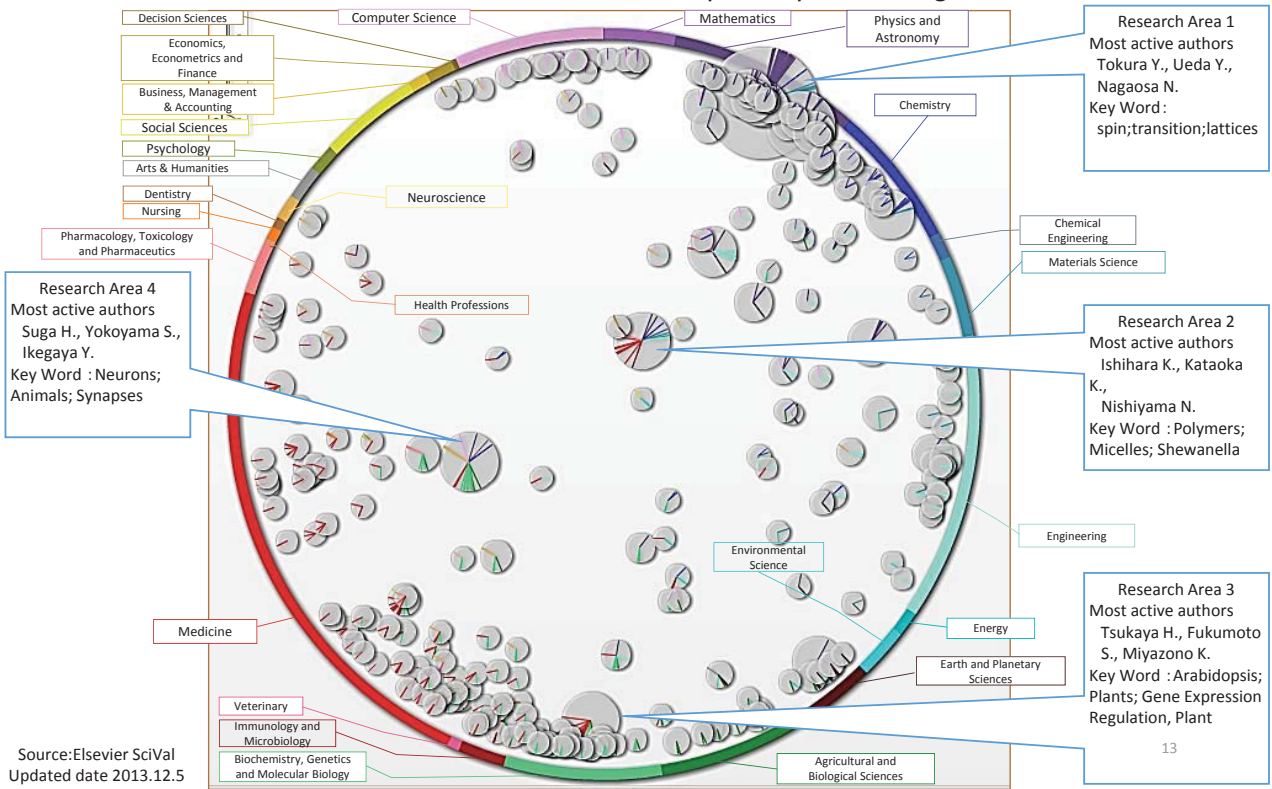 Decision Sciences
Computer Science
Mathematics
Physics and
Astronomy
Economics,
Econometrics and
Finance
Business, Management
& Accounting
Social Sciences
Psychology
Arts & Humanities
Dentistry
Nursing
Neuroscience
Pharmacology, Toxicology
and Pharmaceutics
Health Professions
Chemistry
Chemical
Engineering
Materials Science
Research Area 1
Most active authors
Tokura Y., Ueda Y.,
Nagaosa N.
Key Word :
spin;transition;lattices
Research Area 4
Most active authors
Suga H., Yokoyama S.,
Ikegaya Y.
Key Word : Neurons;
Animals; Synapses
Research Area 2
Most active authors
Ishihara K., Kataoka
K.,
Nishiyama N.
Key Word : Polymers;
Micelles; Shewanella
Engineering
Environmental
Science
Energy
Earth and Planetary
Sciences
Medicine
Research Area 3
Most active authors
Tsukaya H., Fukumoto
S., Miyazono K.
Key Word : Arabidopsis;
Plants; Gene Expression
Regulation, Plant
Veterinary
Immunology and
Microbiology
Biochemistry, Genetics
and Molecular Biology
Agricultural and
Biological Sciences
Source:Elsevier SciVal
Updated date 2013.12.5
13